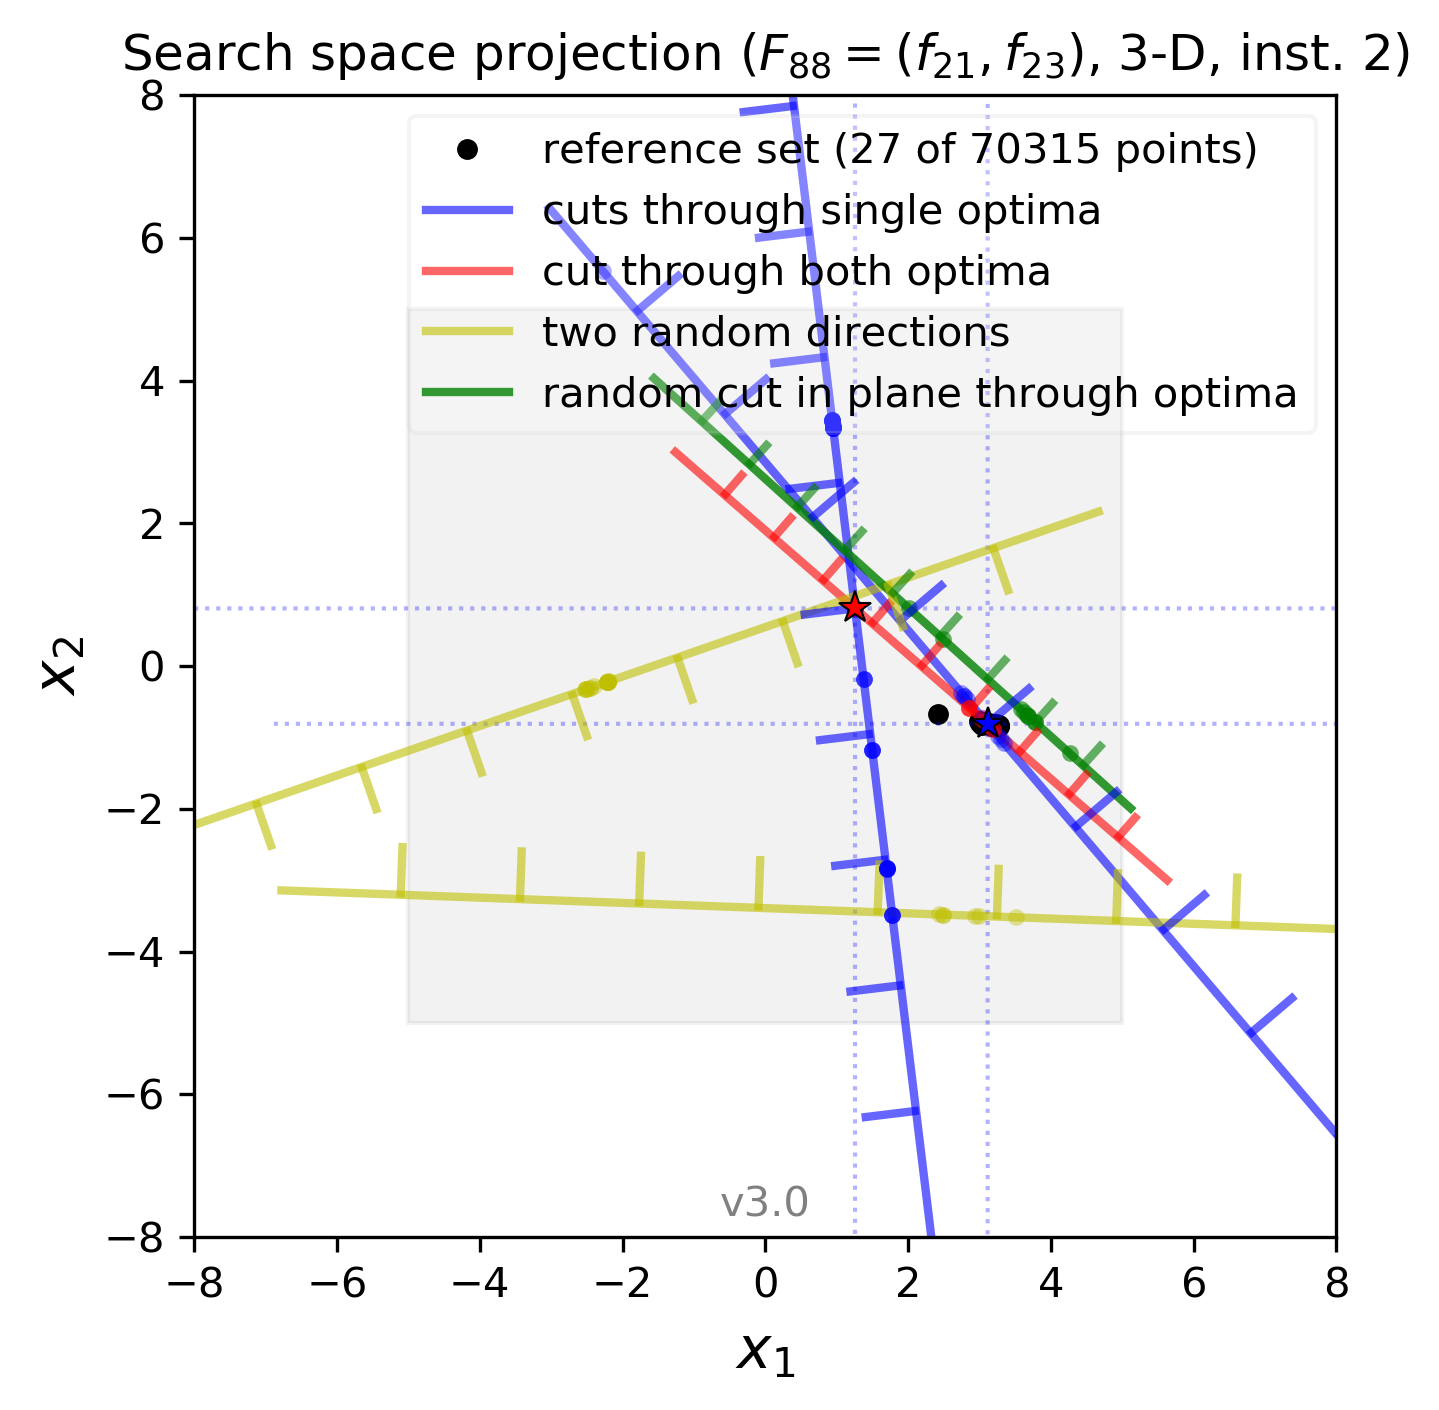 Search space projection (F₈₈ = (f₂₁, f₂₃), 3-D, inst. 2)
8
6
4
2
0
−2
−4
−6
−8
x₂
reference set (27 of 70315 points)
cuts through single optima
cut through both optima
two random directions
random cut in plane through optima
v3.0
−8 −6 −4 −2 0 2 4 6 8
x₁